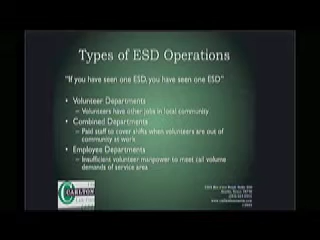 Types of ESD Operations
"If you have seen one ESD, you have seen one ESD"
• Volunteer Departments
– Volunteers have other jobs in local community
• Combined Departments
– Paid staff to cover shifts when volunteers are out of
community at work
• Employee Departments
– Insufficient volunteer manpower to meet call volume
demands of service area
CARLTON
LAW FIRM